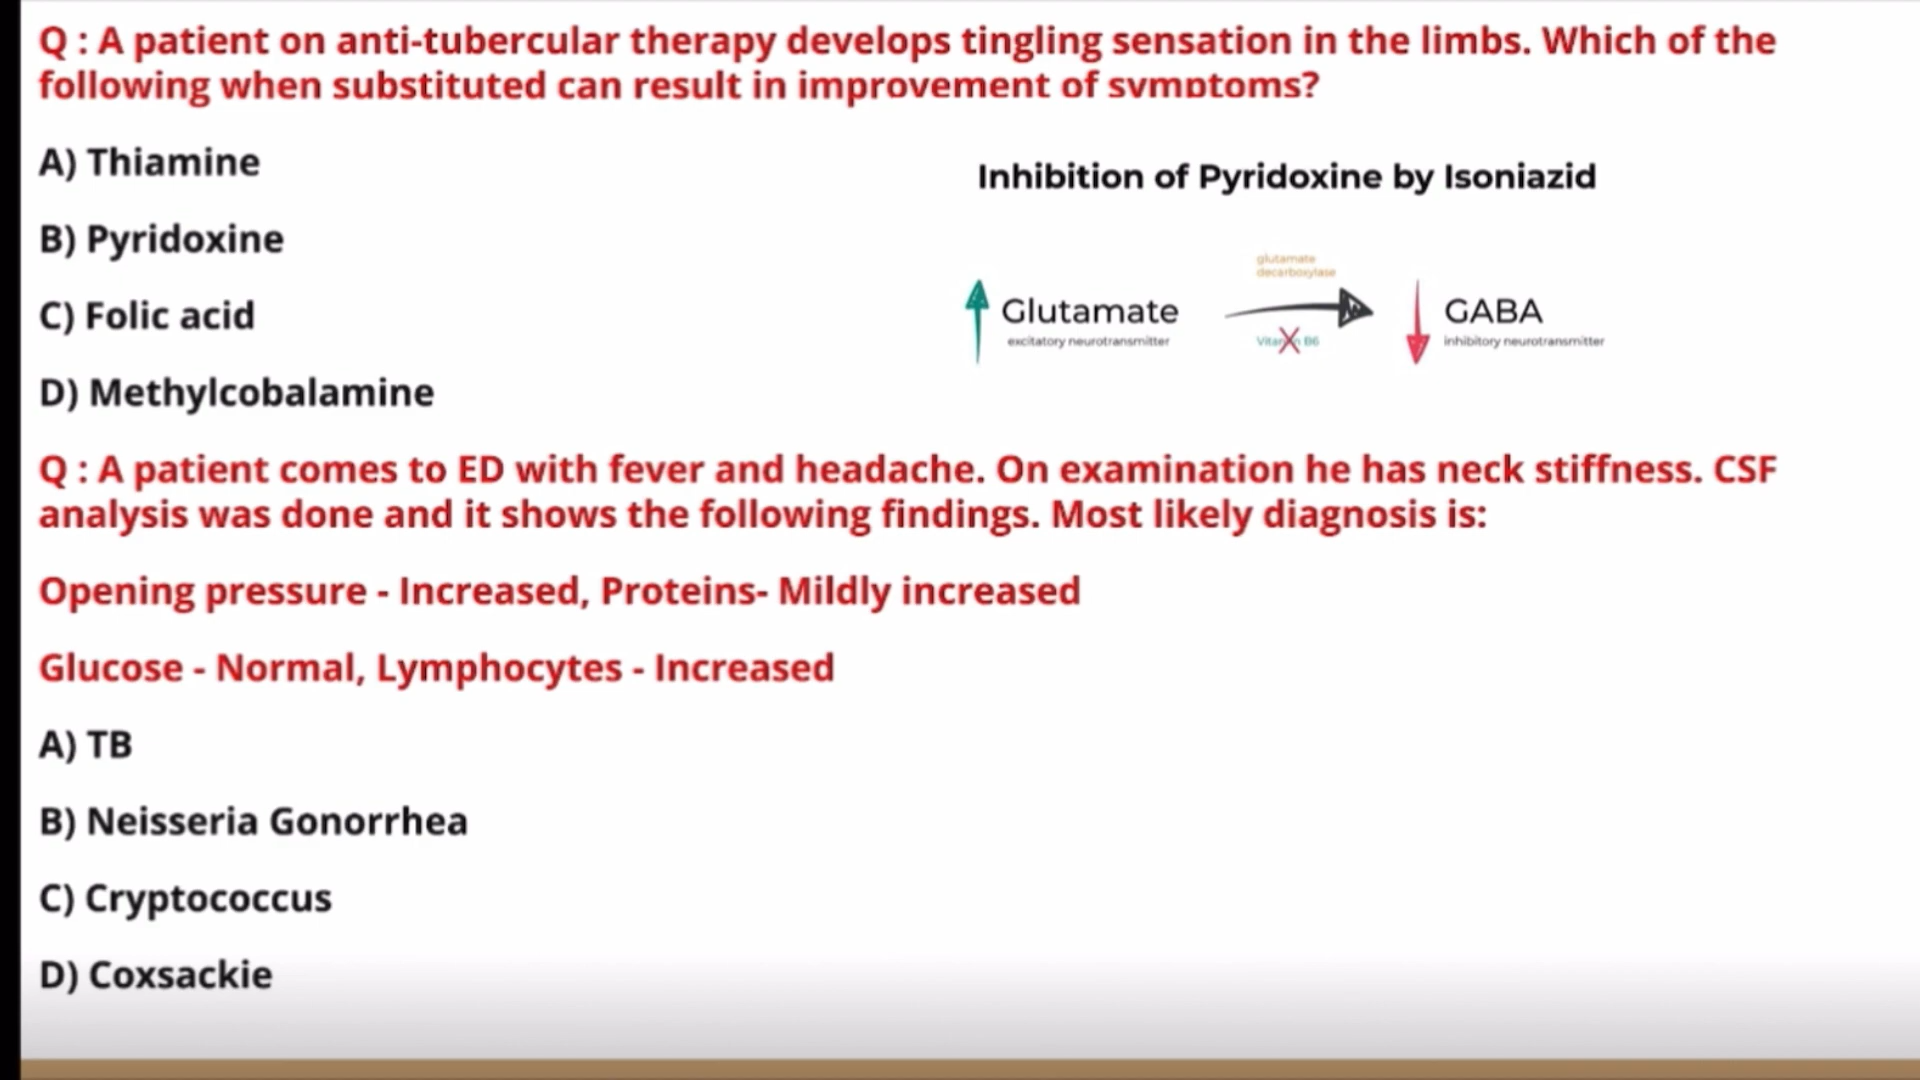 Q : A patient on anti-tubercular therapy develops tingling sensation in the limbs. Which of the
following when substituted can result in improvement of symptoms?
A) Thiamine
B) Pyridoxine
C) Folic acid
D) Methylcobalamine
Inhibition of Pyridoxine by Isoniazid
glutamate
decarboxylase
Glutamate
excitatory neurotransmitter
Vitamin B6
GABA
inhibitory neurotransmitter
Q : A patient comes to ED with fever and headache. On examination he has neck stiffness. CSF
analysis was done and it shows the following findings. Most likely diagnosis is:
Opening pressure - Increased, Proteins- Mildly increased
Glucose - Normal, Lymphocytes - Increased
A) TB
B) Neisseria Gonorrhea
C) Cryptococcus
D) Coxsackie